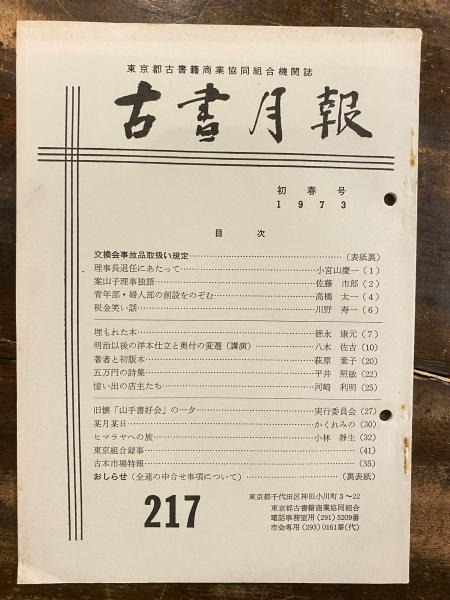 東京都古書籍商業協同組合機関誌
古書月報
初春号
1973
目次
交換会事故品取扱い規定……(表紙裏)
理事長退任にあたって……小宮山慶一(1)
案山子理事独語……佐藤 市郎(2)
青年部・婦人部の創設をのぞむ……高橋 太一(4)
税金笑い話……川野 寿一(6)
埋もれた本……徳永 康元(7)
明治以後の洋本仕立と奥付の変遷(講演)……八木 佐吉(10)
著者と初版本……萩原 葉子(20)
五万円の詩集……平井 照敏(22)
憶い出の店主たち……河崎 利明(25)
旧懐「山手書好会」の一夕……実行委員会(27)
某月某日……かくれみの(30)
ヒマラヤへの旅……小林 静生(32)
東京組合録事……(41)
古本市場特報……(35)
おしらせ(全連の申合せ事項について)……(裏表紙)
217
東京都千代田区神田小川町3〜22
東京都古書籍商業協同組合
電話事務室用(291)5209番
市会専用(293)0161番(代)